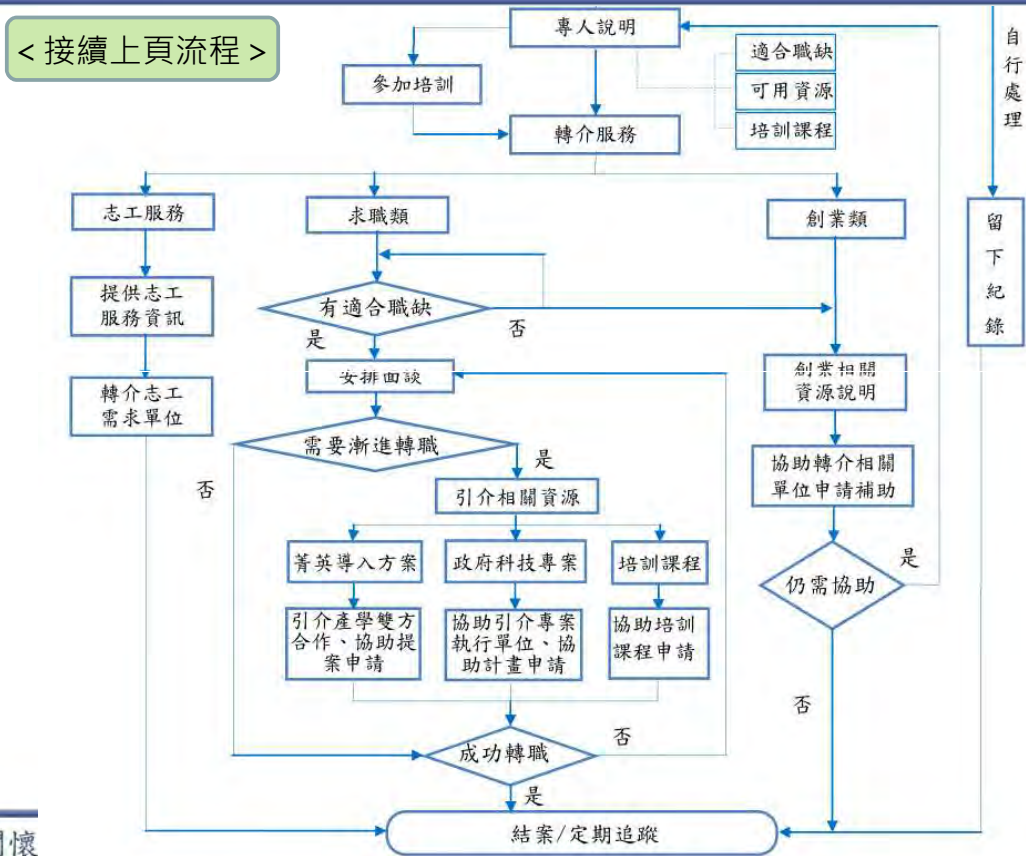 <接續上頁流程>
專人說明
自行處理
適合職缺
可用資源
培訓課程
參加培訓
轉介服務
志工服務
求職類
創業類
留下紀錄
提供志工
服務資訊
有適合職缺
否
是
轉介志工
需求單位
安排面談
創業相關
資源說明
需要漸進轉職
是
否
引介相關資源
協助轉介相關
單位申請補助
菁英導入方案
政府科技專案
培訓課程
仍需協助
是
引介產學雙方
合作、協助提
案申請
協助引介專案
執行單位、協
助計畫申請
協助培訓
課程申請
否
成功轉職
否
是
結案/定期追蹤